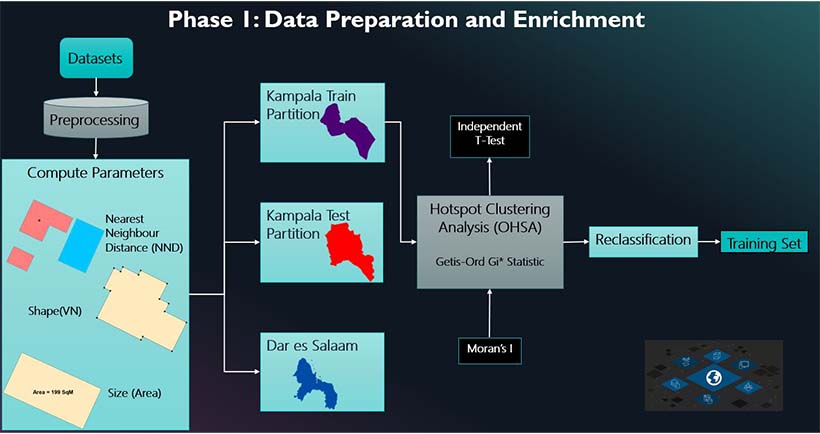 Phase 1: Data Preparation and Enrichment
Datasets
Preprocessing
Compute Parameters
Nearest
Neighbour
Distance (NND)
Shape(VN)
Area = 199 SqM
Size (Area)
Kampala Train
Partition
Kampala Test
Partition
Dar es Salaam
Independent
T-Test
Hotspot Clustering
Analysis (OHSA)
Getis-Ord Gi* Statistic
Moran's I
Reclassification
Training Set